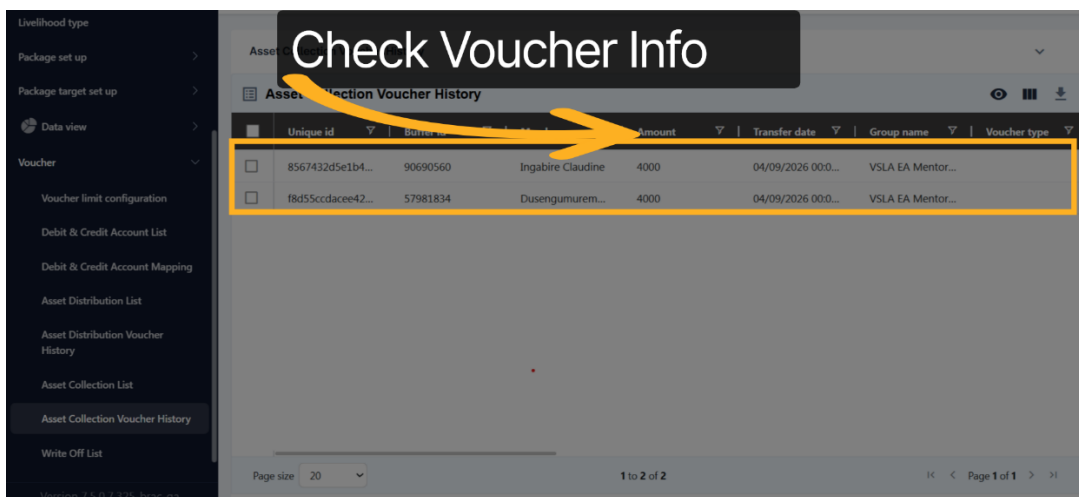 Livelihood type
Package set up
Package target set up
Data view
Voucher
Voucher limit configuration
Debit & Credit Account List
Debit & Credit Account Mapping
Asset Distribution List
Asset Distribution Voucher
History
Asset Collection List
Asset Collection Voucher History
Write Off List
Check Voucher Info
Asset Collection Voucher History
Unique id
Amount
Transfer date
Group name
Voucher type
8567432d5e1b4... 90690560 Ingabire Claudine 4000 04/09/2026 00:0... VSLA EA Mentor...
f8d55ccdacee42... 57981834 Dusengumurem... 4000 04/09/2026 00:0... VSLA EA Mentor...
Page size 20 1 to 2 of 2 Page 1 of 1